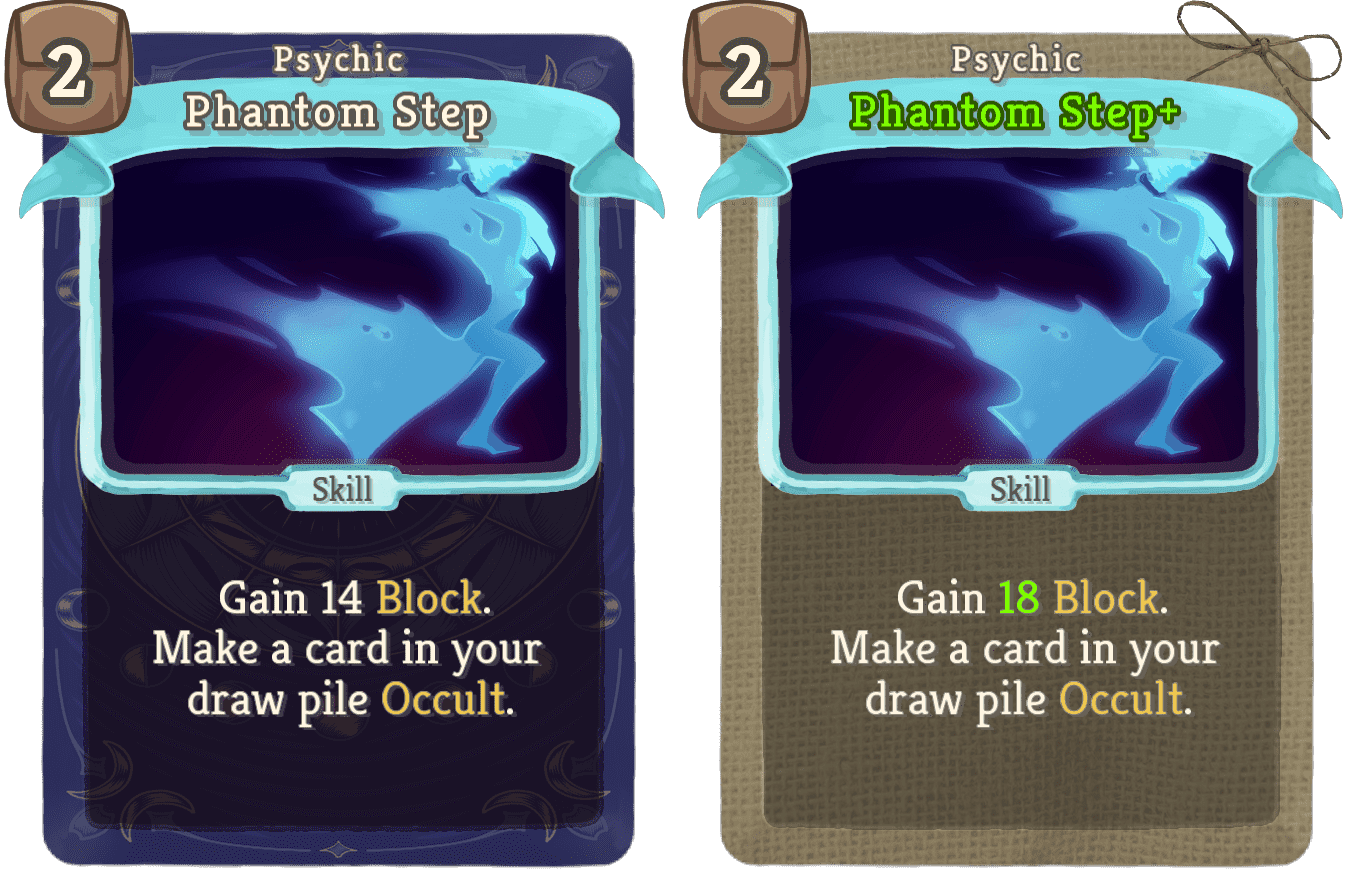 2
Psychic
Phantom Step
Skill
Gain 14 Block.
Make a card in your
draw pile Occult.
2
Psychic
Phantom Step+
Skill
Gain 18 Block.
Make a card in your
draw pile Occult.